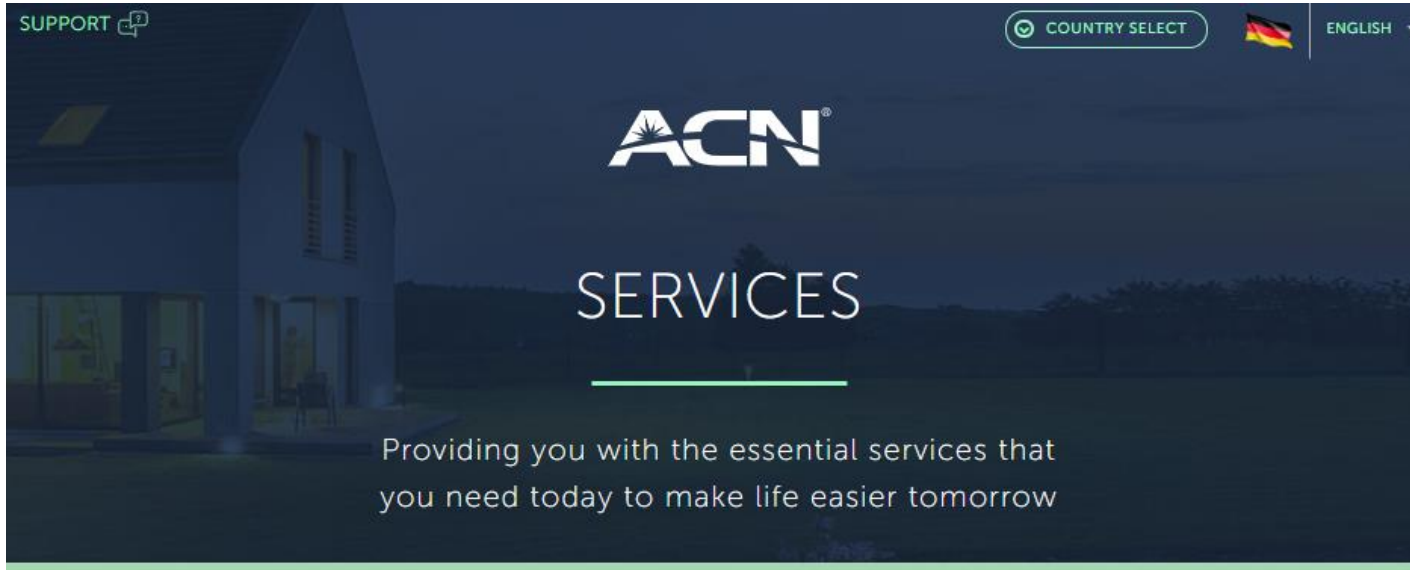 SUPPORT
COUNTRY SELECT
ENGLISH
ACN®
SERVICES
Providing you with the essential services that
you need today to make life easier tomorrow